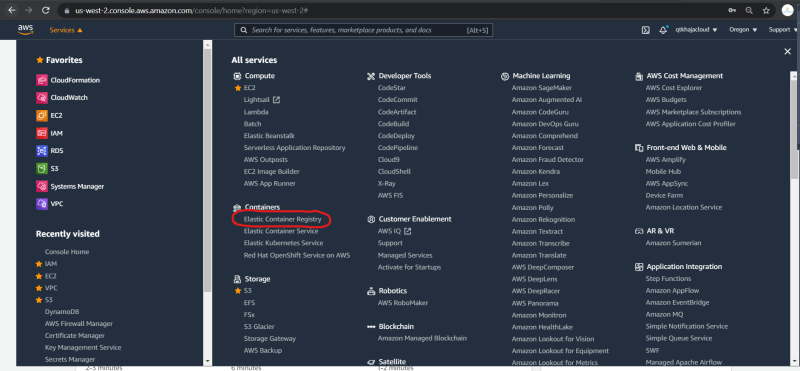 us-west-2.console.aws.amazon.com/console/home?region=us-west-2#
aws
Services
Search for services, features, marketplace products, and docs
[Alt+S]
qtkhajacloud
Oregon
Support
Favorites
CloudFormation
CloudWatch
EC2
IAM
RDS
S3
Systems Manager
VPC
Recently visited
Console Home
IAM
EC2
VPC
S3
DynamoDB
AWS Firewall Manager
Certificate Manager
Key Management Service
Secrets Manager
All services
Compute
EC2
Lightsail
Lambda
Batch
Elastic Beanstalk
Serverless Application Repository
AWS Outposts
EC2 Image Builder
AWS App Runner
Containers
Elastic Container Registry
Elastic Container Service
Elastic Kubernetes Service
Red Hat OpenShift Service on AWS
Storage
S3
EFS
FSx
S3 Glacier
Storage Gateway
AWS Backup
Developer Tools
CodeStar
CodeCommit
CodeArtifact
CodeBuild
CodeDeploy
CodePipeline
Cloud9
CloudShell
X-Ray
AWS FIS
Customer Enablement
AWS IQ
Support
Managed Services
Activate for Startups
Robotics
AWS RoboMaker
Blockchain
Amazon Managed Blockchain
Satellite
Machine Learning
Amazon SageMaker
Amazon Augmented AI
Amazon CodeGuru
Amazon DevOps Guru
Amazon Comprehend
Amazon Forecast
Amazon Fraud Detector
Amazon Kendra
Amazon Lex
Amazon Personalize
Amazon Polly
Amazon Rekognition
Amazon Textract
Amazon Transcribe
Amazon Translate
AWS DeepComposer
AWS DeepLens
AWS DeepRacer
AWS Panorama
Amazon Monitron
Amazon HealthLake
Amazon Lookout for Vision
Amazon Lookout for Equipment
Amazon Lookout for Metrics
AWS Cost Management
AWS Cost Explorer
AWS Budgets
AWS Marketplace Subscriptions
AWS Application Cost Profiler
Front-end Web & Mobile
AWS Amplify
Mobile Hub
AWS AppSync
Device Farm
Amazon Location Service
AR & VR
Amazon Sumerian
Application Integration
Step Functions
Amazon AppFlow
Amazon EventBridge
Amazon MQ
Simple Notification Service
Simple Queue Service
SWF
Managed Apache Airflow
2-3 minutes
6 minutes
1-2 minutes